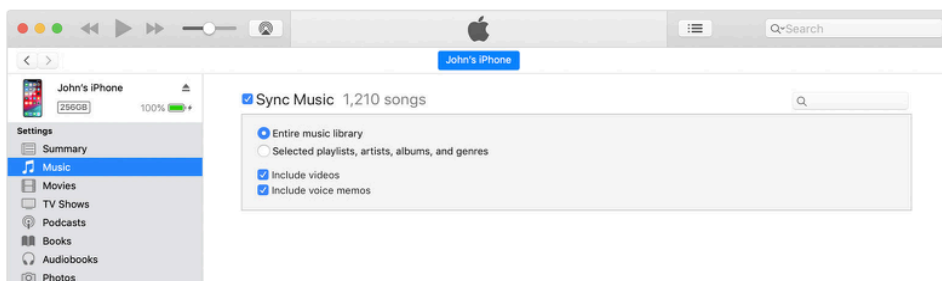 Search
John's iPhone
John's iPhone
256GB 100%
Settings
Summary
Music
Movies
TV Shows
Podcasts
Books
Audiobooks
Photos
Sync Music 1,210 songs
Entire music library
Selected playlists, artists, albums, and genres
Include videos
Include voice memos